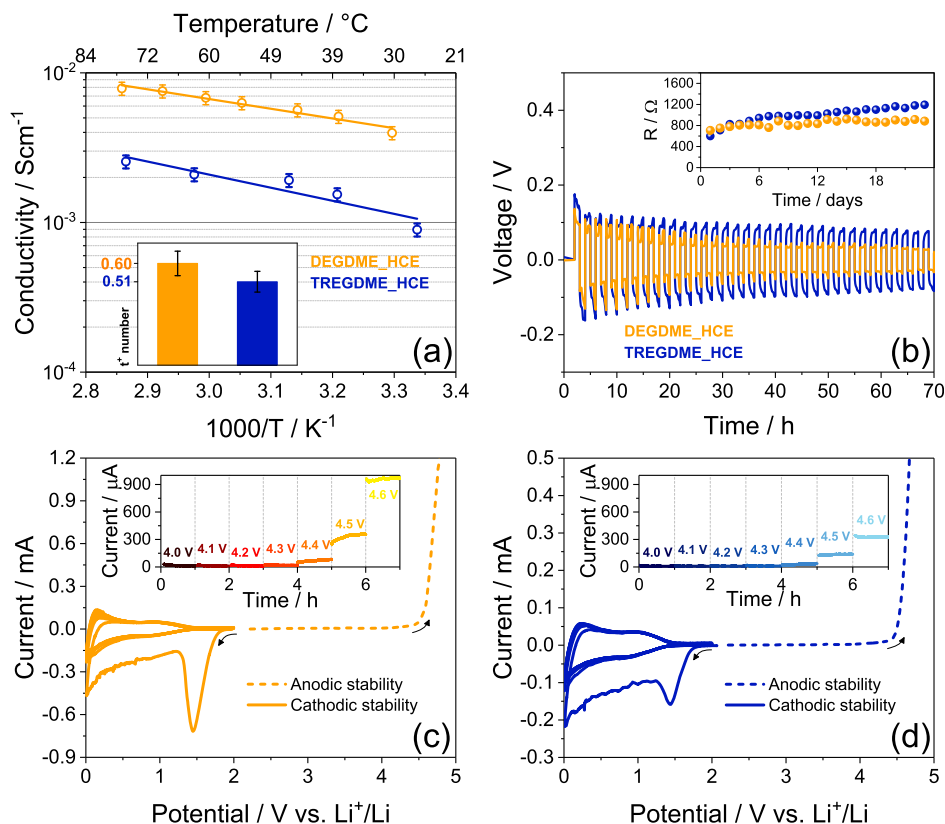 Temperature / °C
84 72 60 49 39 30 21
10⁻²
10⁻³
10⁻⁴
Conductivity / Scm⁻¹
DEGDME_HCE
TREGDME_HCE
0.60
0.51
t⁺ number
(a)
2.8 2.9 3.0 3.1 3.2 3.3 3.4
1000/T / K⁻¹
0.4
0.2
0.0
-0.2
Voltage / V
1600
1200
800
400
0
R / Ω
0 6 12 18
Time / days
DEGDME_HCE
TREGDME_HCE
(b)
0 10 20 30 40 50 60 70
Time / h
1.2
0.9
0.6
0.3
0.0
-0.3
-0.6
-0.9
Current / mA
900
600
300
0
Current / µA
4.0 V 4.1 V 4.2 V 4.3 V 4.4 V 4.5 V 4.6 V
0 2 4 6
Time / h
Anodic stability
Cathodic stability
(c)
0 1 2 3 4 5
Potential / V vs. Li⁺/Li
0.5
0.4
0.3
0.2
0.1
0.0
-0.1
-0.2
-0.3
Current / mA
900
600
300
0
Current / µA
4.0 V 4.1 V 4.2 V 4.3 V 4.4 V 4.5 V 4.6 V
0 2 4 6
Time / h
Anodic stability
Cathodic stability
(d)
0 1 2 3 4 5
Potential / V vs. Li⁺/Li